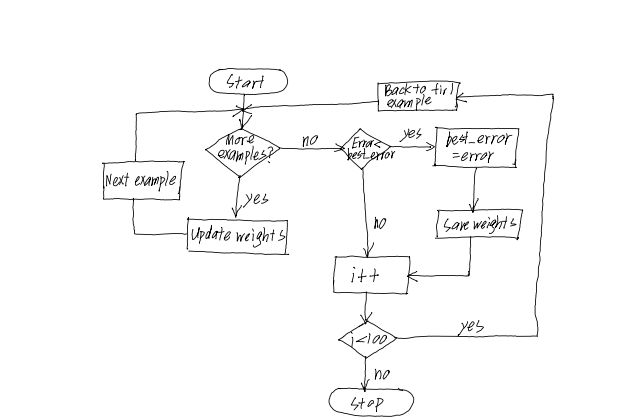 Start
Back to tirl
example
More
examples?
no
Error<
best_error
yes
best_error
=error
Next example
yes
Update weights
no
Save weights
i++
i<100
yes
no
Stop